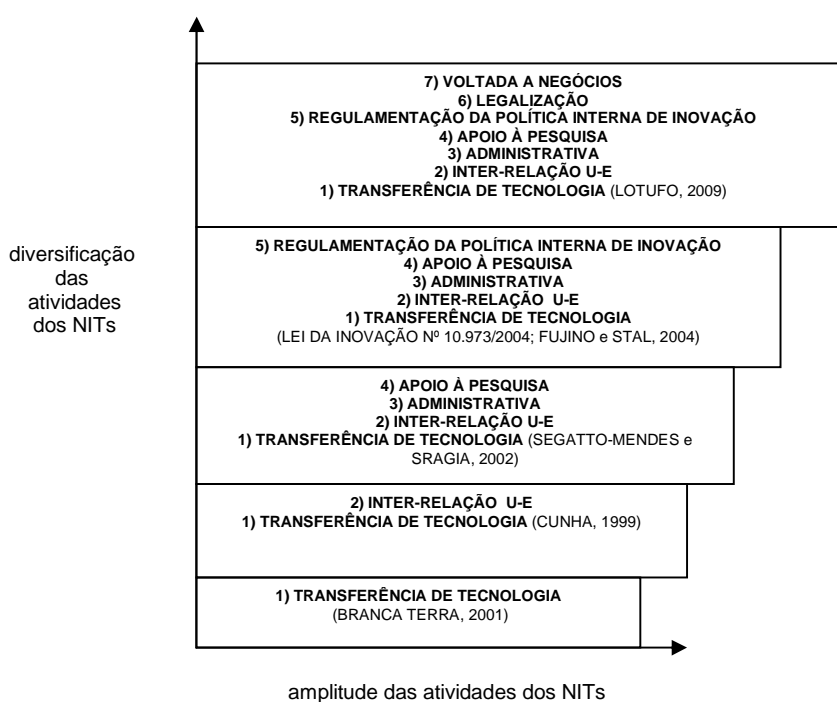 7) VOLTADA A NEGÓCIOS
6) LEGALIZAÇÃO
5) REGULAMENTAÇÃO DA POLÍTICA INTERNA DE INOVAÇÃO
4) APOIO À PESQUISA
3) ADMINISTRATIVA
2) INTER-RELAÇÃO U-E
1) TRANSFERÊNCIA DE TECNOLOGIA (LOTUFO, 2009)
diversificação
das
atividades
dos NITs
5) REGULAMENTAÇÃO DA POLÍTICA INTERNA DE INOVAÇÃO
4) APOIO À PESQUISA
3) ADMINISTRATIVA
2) INTER-RELAÇÃO U-E
1) TRANSFERÊNCIA DE TECNOLOGIA
(LEI DA INOVAÇÃO Nº 10.973/2004; FUJINO e STAL, 2004)
4) APOIO À PESQUISA
3) ADMINISTRATIVA
2) INTER-RELAÇÃO U-E
1) TRANSFERÊNCIA DE TECNOLOGIA (SEGATTO-MENDES e
SRAGIA, 2002)
2) INTER-RELAÇÃO U-E
1) TRANSFERÊNCIA DE TECNOLOGIA (CUNHA, 1999)
1) TRANSFERÊNCIA DE TECNOLOGIA
(BRANCA TERRA, 2001)
amplitude das atividades dos NITs